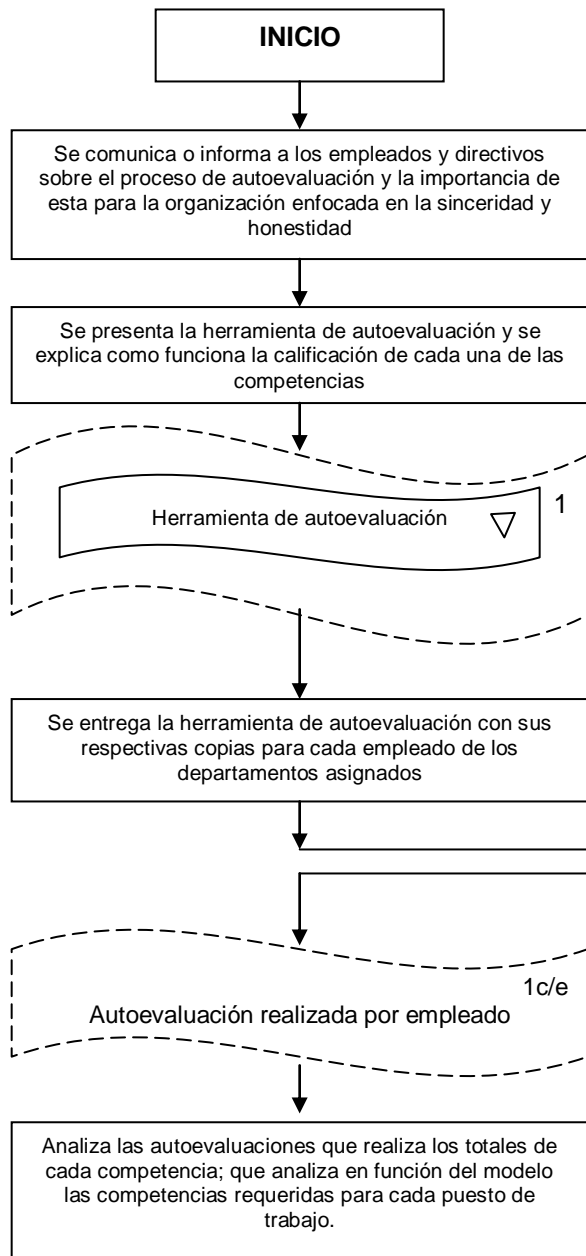 INICIO
Se comunica o informa a los empleados y directivos
sobre el proceso de autoevaluación y la importancia de
esta para la organización enfocada en la sinceridad y
honestidad
Se presenta la herramienta de autoevaluación y se
explica como funciona la calificación de cada una de las
competencias
1
Herramienta de autoevaluación
Se entrega la herramienta de autoevaluación con sus
respectivas copias para cada empleado de los
departamentos asignados
1c/e
Autoevaluación realizada por empleado
Analiza las autoevaluaciones que realiza los totales de
cada competencia; que analiza en función del modelo
las competencias requeridas para cada puesto de
trabajo.